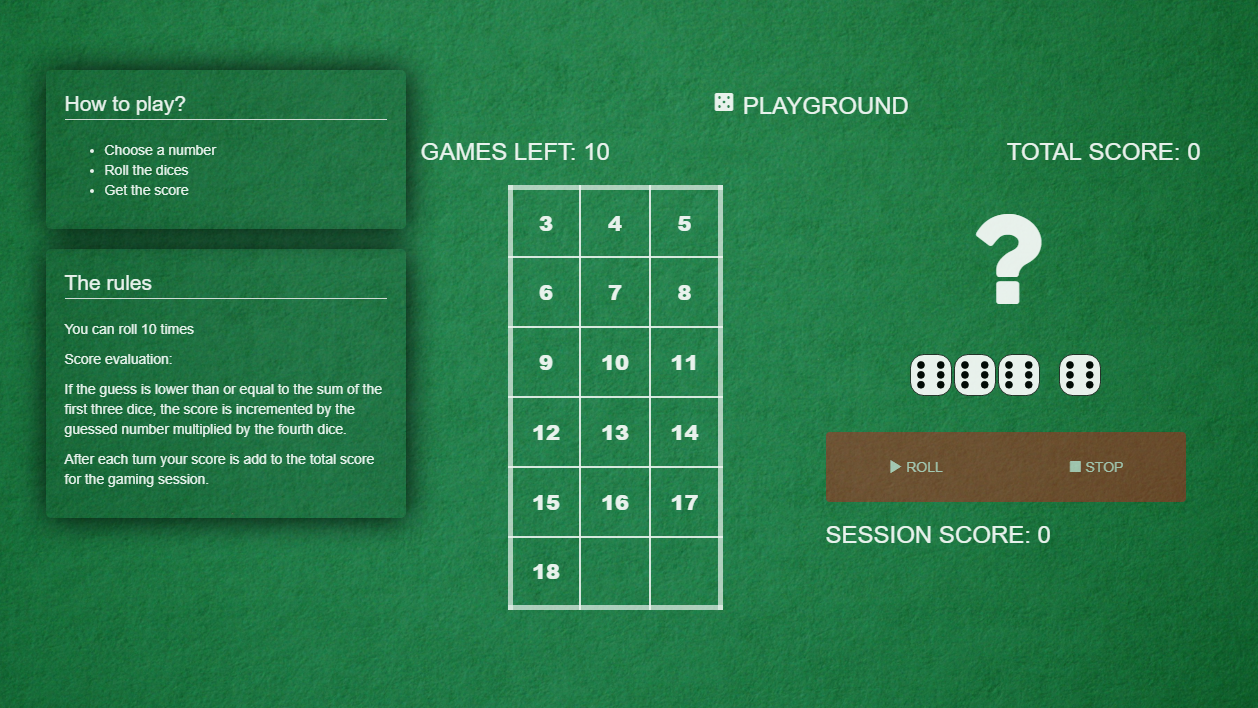 How to play?
Choose a number
Roll the dices
Get the score
The rules
You can roll 10 times
Score evaluation:
If the guess is lower than or equal to the sum of the
first three dice, the score is incremented by the
guessed number multiplied by the fourth dice.
After each turn your score is add to the total score
for the gaming session.
PLAYGROUND
GAMES LEFT: 10
TOTAL SCORE: 0
3 4 5
6 7 8
9 10 11
12 13 14
15 16 17
18
?
ROLL
STOP
SESSION SCORE: 0